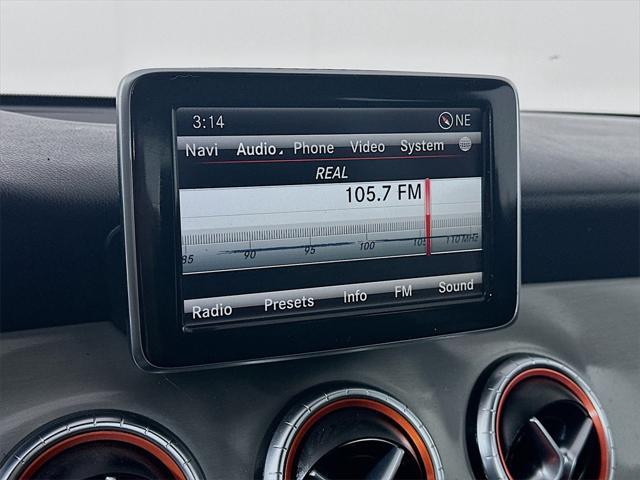 3:14 NE
Navi Audio Phone Video System
REAL
105.7 FM
85 90 95 100 105 110 MHz
Radio Presets Info FM Sound